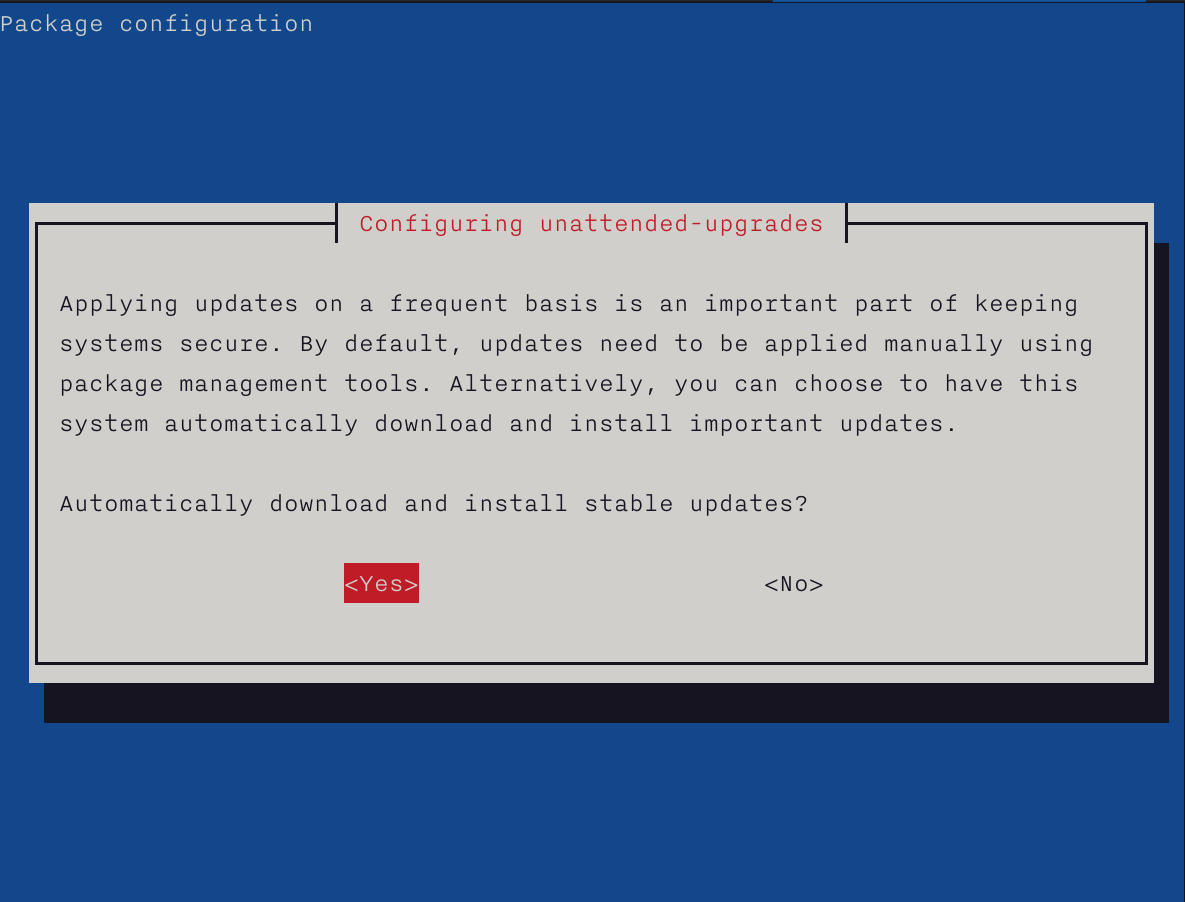 Package configuration
Configuring unattended-upgrades
Applying updates on a frequent basis is an important part of keeping
systems secure. By default, updates need to be applied manually using
package management tools. Alternatively, you can choose to have this
system automatically download and install important updates.
Automatically download and install stable updates?
<Yes> <No>